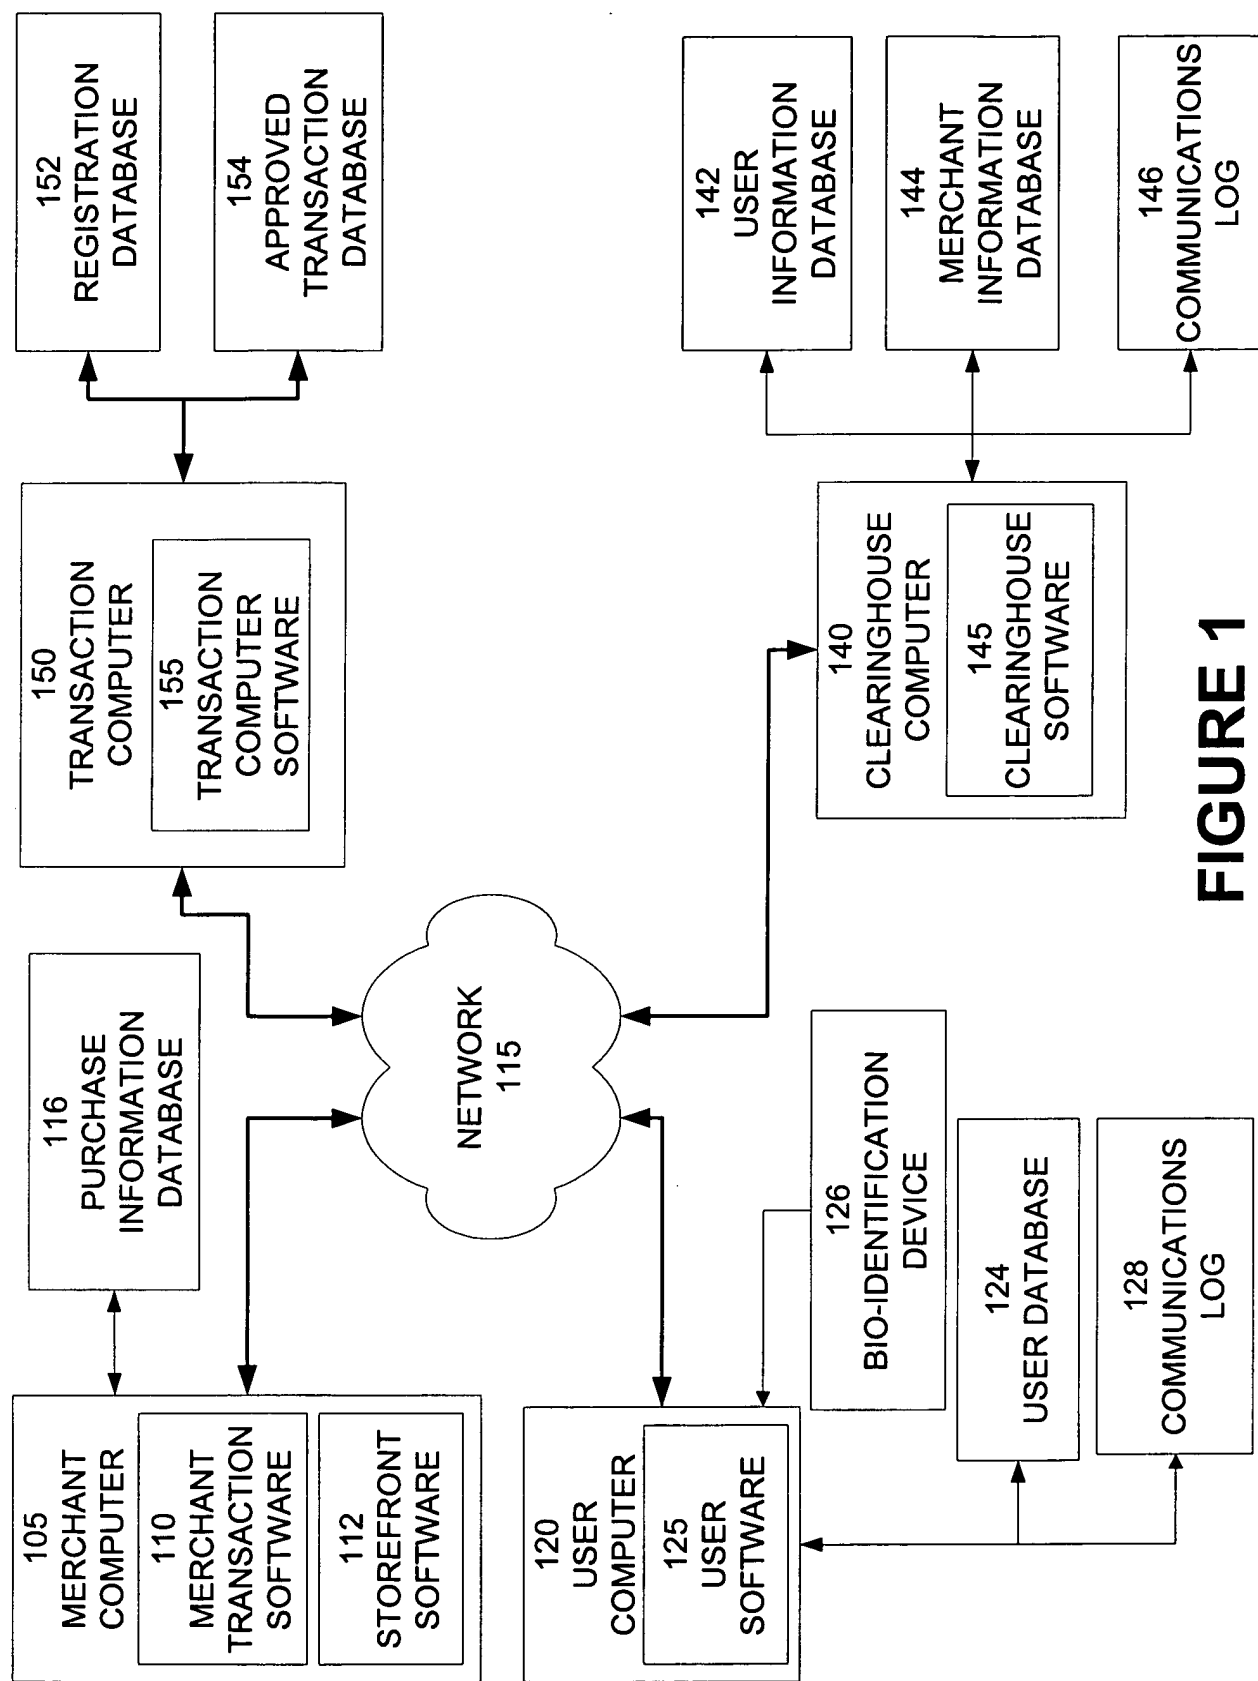 105
MERCHANT
COMPUTER
110
MERCHANT
TRANSACTION
SOFTWARE
112
STOREFRONT
SOFTWARE
116
PURCHASE
INFORMATION
DATABASE
150
TRANSACTION
COMPUTER
155
TRANSACTION
COMPUTER
SOFTWARE
152
REGISTRATION
DATABASE
154
APPROVED
TRANSACTION
DATABASE
NETWORK
115
120
USER
COMPUTER
125
USER
SOFTWARE
126
BIO-IDENTIFICATION
DEVICE
124
USER DATABASE
128
COMMUNICATIONS
LOG
140
CLEARINGHOUSE
COMPUTER
145
CLEARINGHOUSE
SOFTWARE
142
USER
INFORMATION
DATABASE
144
MERCHANT
INFORMATION
DATABASE
146
COMMUNICATIONS
LOG
FIGURE 1